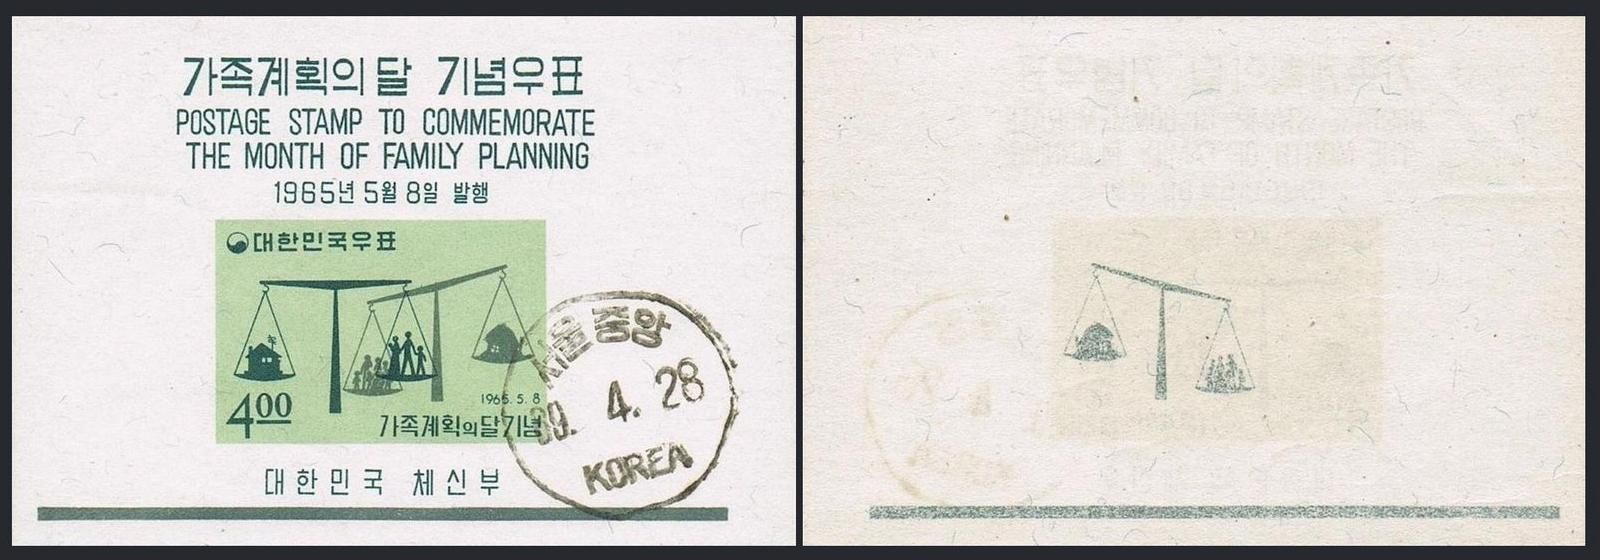 가족계획의 달 기념우표
POSTAGE STAMP TO COMMEMORATE
THE MONTH OF FAMILY PLANNING
1965년 5월 8일 발행
대한민국우표
400
1965. 5. 8
가족계획의달기념
서울중앙
4. 28
KOREA
대한민국 체신부